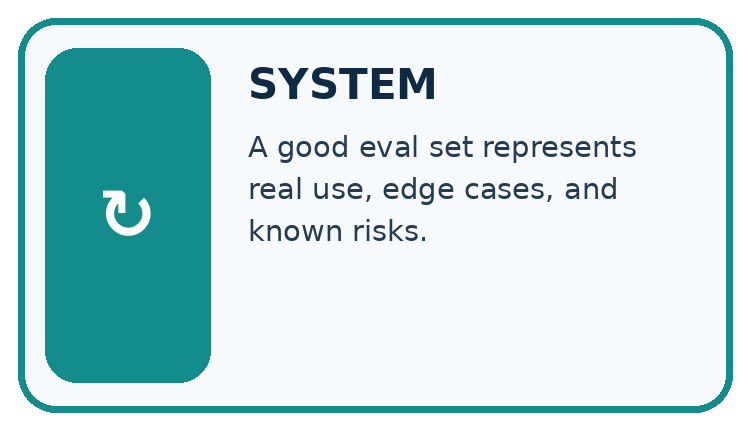 SYSTEM
A good eval set represents
real use, edge cases, and
known risks.